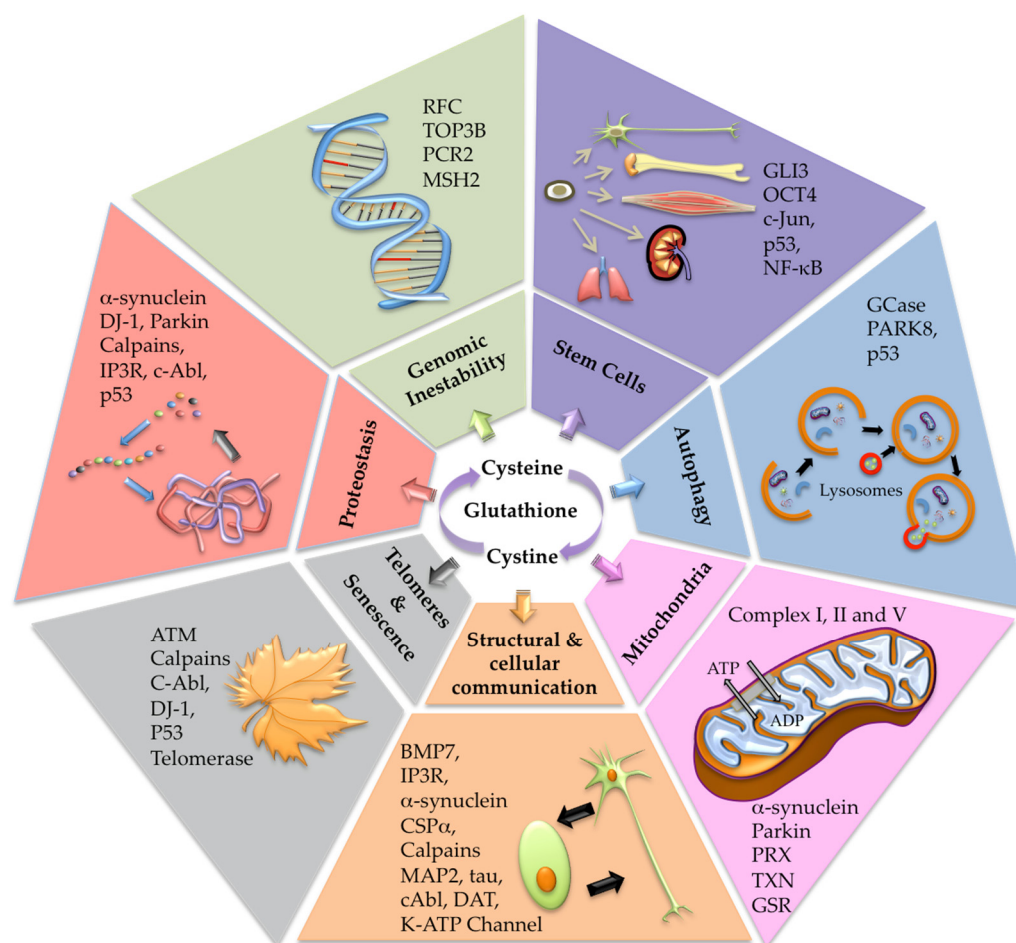 RFC
TOP3B
PCR2
MSH2
GLI3
OCT4
c-Jun,
p53,
NF-κB
α-synuclein
DJ-1, Parkin
Calpains,
IP3R, c-Abl,
p53
GCase
PARK8,
p53
Lysosomes
Genomic
Inestability
Stem Cells
Proteostasis
Autophagy
Cysteine
Glutathione
Cystine
Telomeres
&
Senescence
Structural &
cellular
communication
Mitochondria
ATM
Calpains
C-Abl,
DJ-1,
P53
Telomerase
BMP7,
IP3R,
α-synuclein
CSPα,
Calpains
MAP2, tau,
cAbl, DAT,
K-ATP Channel
Complex I, II and V
ATP
ADP
α-synuclein
Parkin
PRX
TXN
GSR